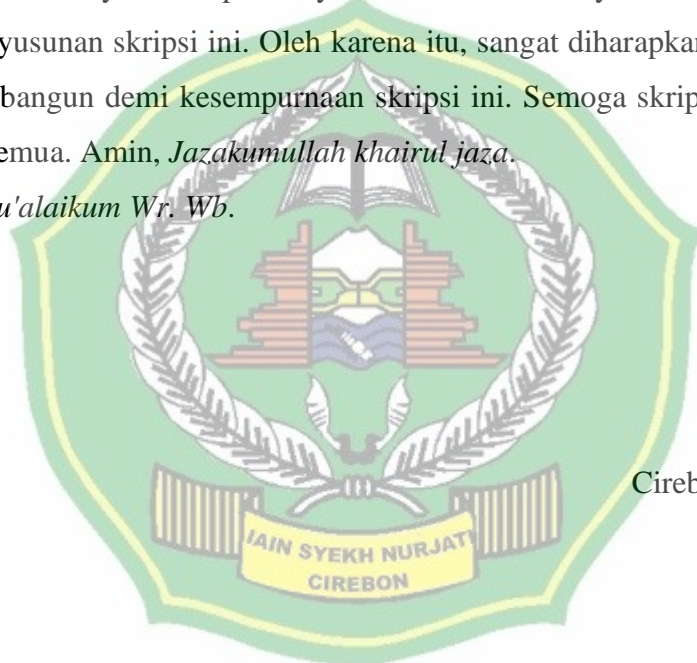 yusunan skripsi ini. Oleh karena itu, sangat diharapkan
bangun demi kesempurnaan skripsi ini. Semoga skrip
emua. Amin, Jazakumullah khairul jaza.
u'alaikum Wr. Wb.
Cireb
IAIN SYEKH NURJATI
CIREBON